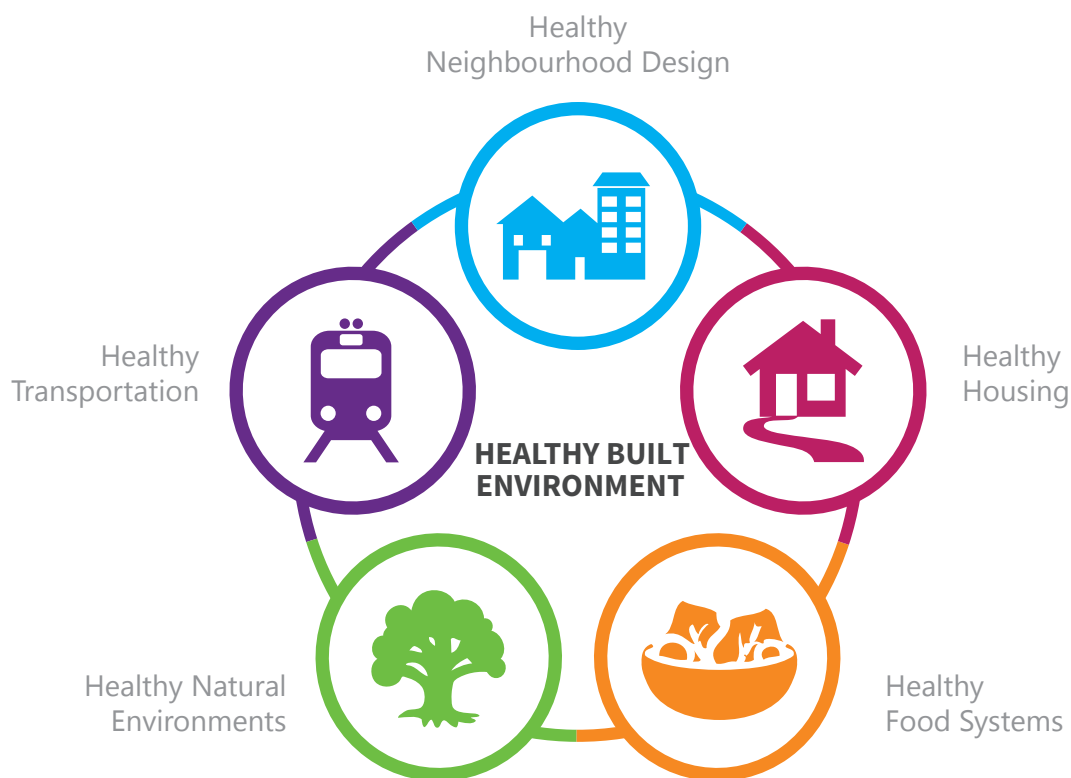 Healthy
Neighbourhood Design
Healthy
Transportation
Healthy
Housing
HEALTHY BUILT
ENVIRONMENT
Healthy Natural
Environments
Healthy
Food Systems